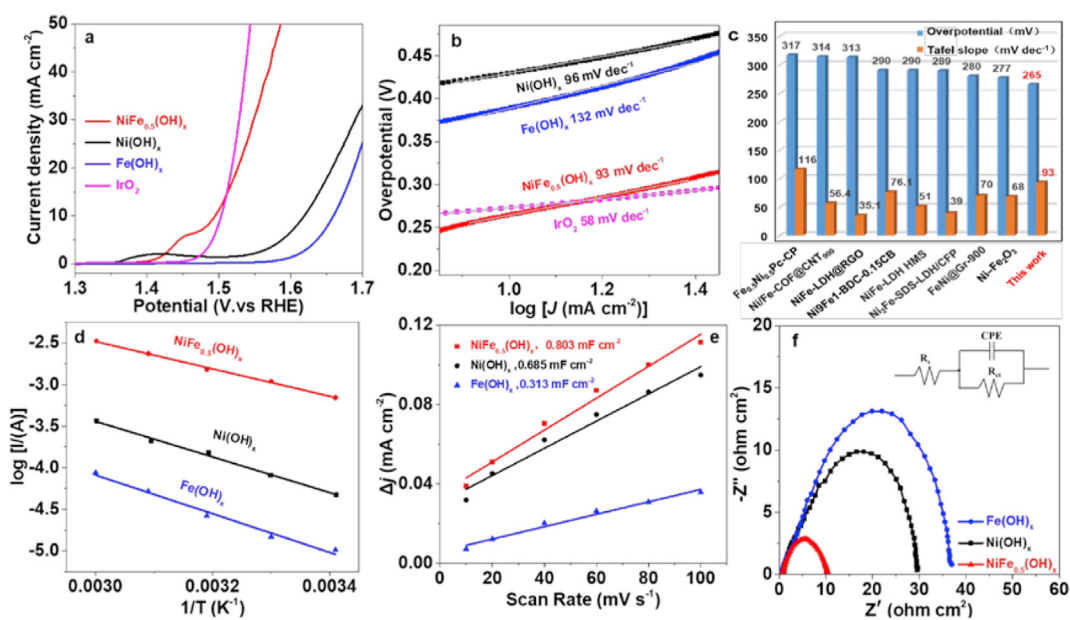 a
Current density (mA cm⁻²)
50
40
30
20
10
0
NiFe₀.₅(OH)ₓ
Ni(OH)ₓ
Fe(OH)ₓ
IrO₂
1.3 1.4 1.5 1.6 1.7
Potential (V.vs RHE)
b
Overpotential (V)
0.45
0.40
0.35
0.30
0.25
0.20
Ni(OH)ₓ 96 mV dec⁻¹
Fe(OH)ₓ 132 mV dec⁻¹
NiFe₀.₅(OH)ₓ 93 mV dec⁻¹
IrO₂ 58 mV dec⁻¹
1.0 1.2 1.4
log [J (mA cm⁻²)]
c
Overpotential (mV)
Tafel slope (mV dec⁻¹)
350
300
250
200
150
100
50
0
317 314 313 290 290 289 280 277 265
116 56.4 35.1 76.1 51 39 70 68 93
Fe₀.₅Ni₀.₅Pc-CP
Ni/Fe-COF@CNT₉₀₀
NiFe-LDH@RGO
Ni9Fe1-BDC-0.15CB
NiFe-LDH HMS
Ni₃Fe-SDS-LDH/CFP
FeNi@Gr-900
Ni-Fe₂O₃
This work
d
log [I/(A)]
-2.5
-3.0
-3.5
-4.0
-4.5
-5.0
NiFe₀.₅(OH)ₓ
Ni(OH)ₓ
Fe(OH)ₓ
0.0030 0.0032 0.0034
1/T (K⁻¹)
e
Δj (mA cm⁻²)
0.12
0.08
0.04
0.00
NiFe₀.₅(OH)ₓ, 0.803 mF cm⁻²
Ni(OH)ₓ ,0.685 mF cm⁻²
Fe(OH)ₓ ,0.313 mF cm⁻²
0 20 40 60 80 100
Scan Rate (mV s⁻¹)
f
-Z'' (ohm cm²)
20
15
10
5
0
CPE
Rₛ
R꜀ₜ
Fe(OH)ₓ
Ni(OH)ₓ
NiFe₀.₅(OH)ₓ
0 10 20 30 40 50 60
Z' (ohm cm²)